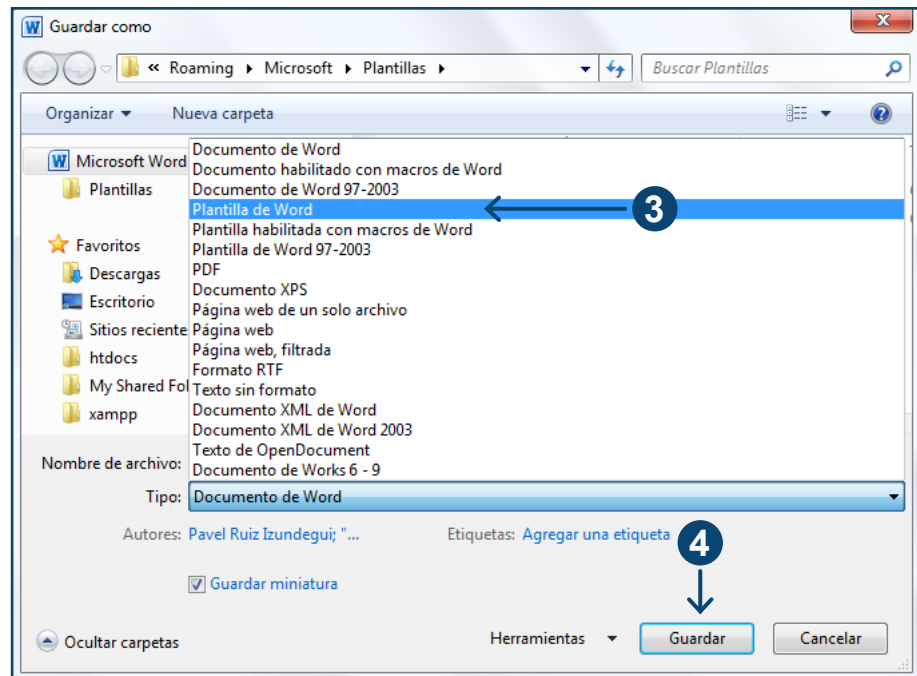 Guardar como
« Roaming Microsoft Plantillas
Buscar Plantillas
Organizar Nueva carpeta
Microsoft Word
Plantillas
Favoritos
Descargas
Escritorio
Sitios reciente
htdocs
My Shared Fol
xampp
Documento de Word
Documento habilitado con macros de Word
Documento de Word 97-2003
Plantilla de Word
3
Plantilla habilitada con macros de Word
Plantilla de Word 97-2003
PDF
Documento XPS
Página web de un solo archivo
Página web
Página web, filtrada
Formato RTF
Texto sin formato
Documento XML de Word
Documento XML de Word 2003
Texto de OpenDocument
Documento de Works 6 - 9
Nombre de archivo:
Tipo: Documento de Word
Autores: Pavel Ruiz Izundegui; "... Etiquetas: Agregar una etiqueta
4
Guardar miniatura
Ocultar carpetas Herramientas Guardar Cancelar